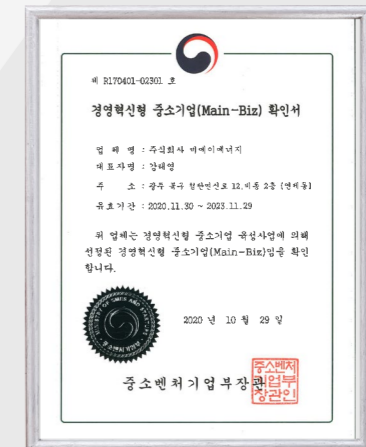 제 R170401-02301 호
경영혁신형 중소기업(Main-Biz) 확인서
업 체 명 : 주식회사 비에이에너지
대표자명 : 강태영
주 소 : 광주 북구 첨단연신로 12, 비동 2층 (연제동)
유효기간 : 2020.11.30 ~ 2023.11.29
위 업체는 경영혁신형 중소기업 육성사업에 의해
선정된 경영혁신형 중소기업(Main-Biz)임을 확인
합니다.
2020 년 10 월 29 일
중소벤처기업부장관
중소벤처
기업부
장관인